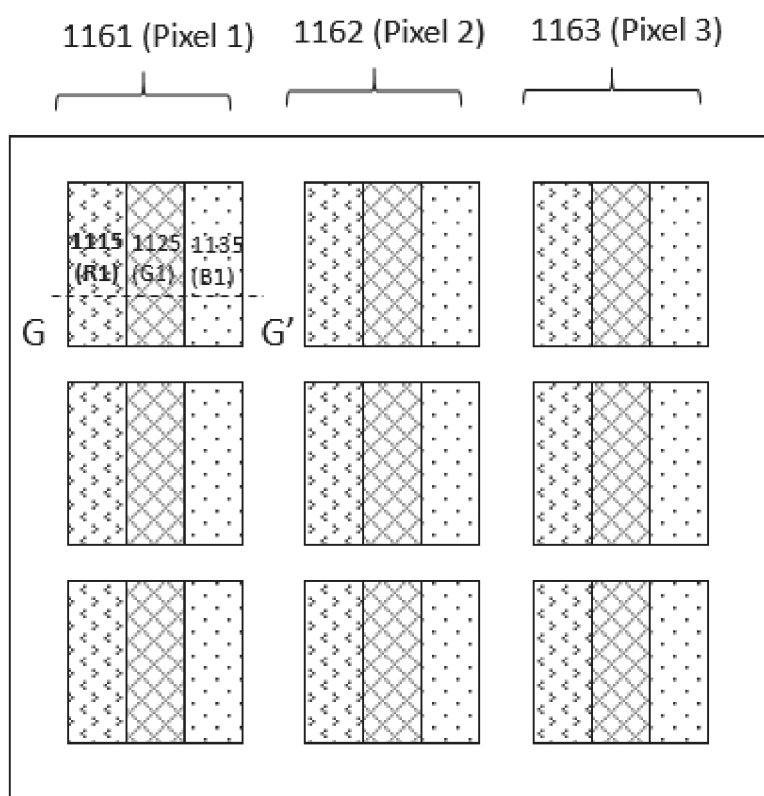 1161 (Pixel 1) 1162 (Pixel 2) 1163 (Pixel 3)
1115 1125 1135
(R1) (G1) (B1)
G G’